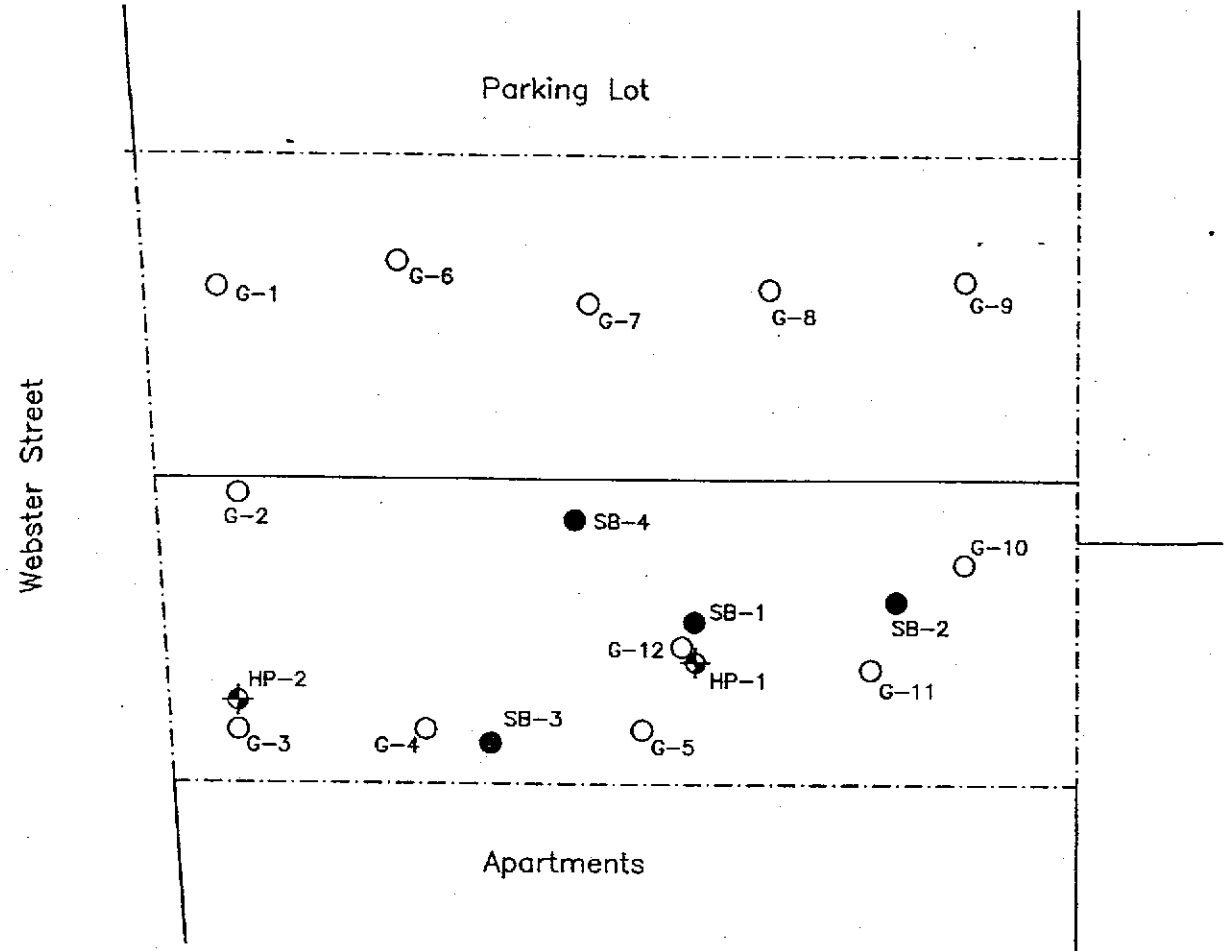 Parking Lot
G-6
G-1
G-9
G-8
G-7
Webster Street
G-2
SB-4
G-10
SB-1
SB-2
G-12
HP-2
HP-1
G-11
SB-3
G-3
G-4
G-5
Apartments